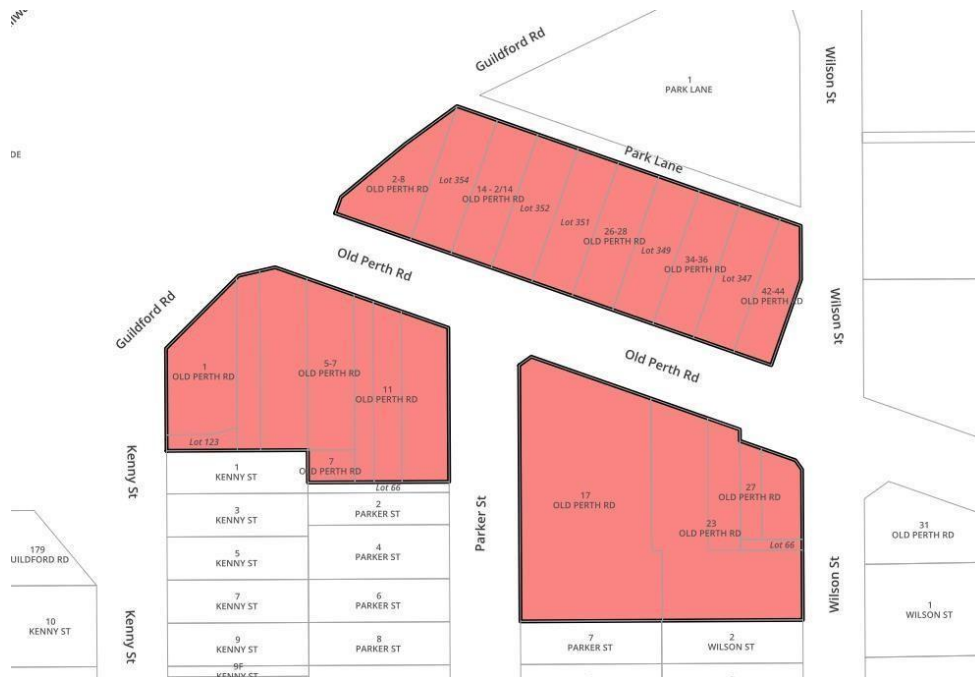 Guildford Rd
Wilson St
1
PARK LANE
Park Lane
DE
2-8
OLD PERTH RD
Lot 354
14 - 2/14
OLD PERTH RD
Lot 352
Lot 351
26-28
OLD PERTH RD
Lot 349
34-36
OLD PERTH RD
Lot 347
42-44
OLD PERTH RD
Old Perth Rd
Guildford Rd
Wilson St
Old Perth Rd
1
OLD PERTH RD
5-7
OLD PERTH RD
11
OLD PERTH RD
Lot 123
7
OLD PERTH RD
Lot 66
Kenny St
1
KENNY ST
3
KENNY ST
5
KENNY ST
7
KENNY ST
9
KENNY ST
9F
KENNY ST
2
PARKER ST
4
PARKER ST
6
PARKER ST
8
PARKER ST
Parker St
17
OLD PERTH RD
23
OLD PERTH RD
27
OLD PERTH RD
Lot 66
7
PARKER ST
2
WILSON ST
Wilson St
31
OLD PERTH RD
1
WILSON ST
179
UILDFORD RD
10
KENNY ST
Kenny St